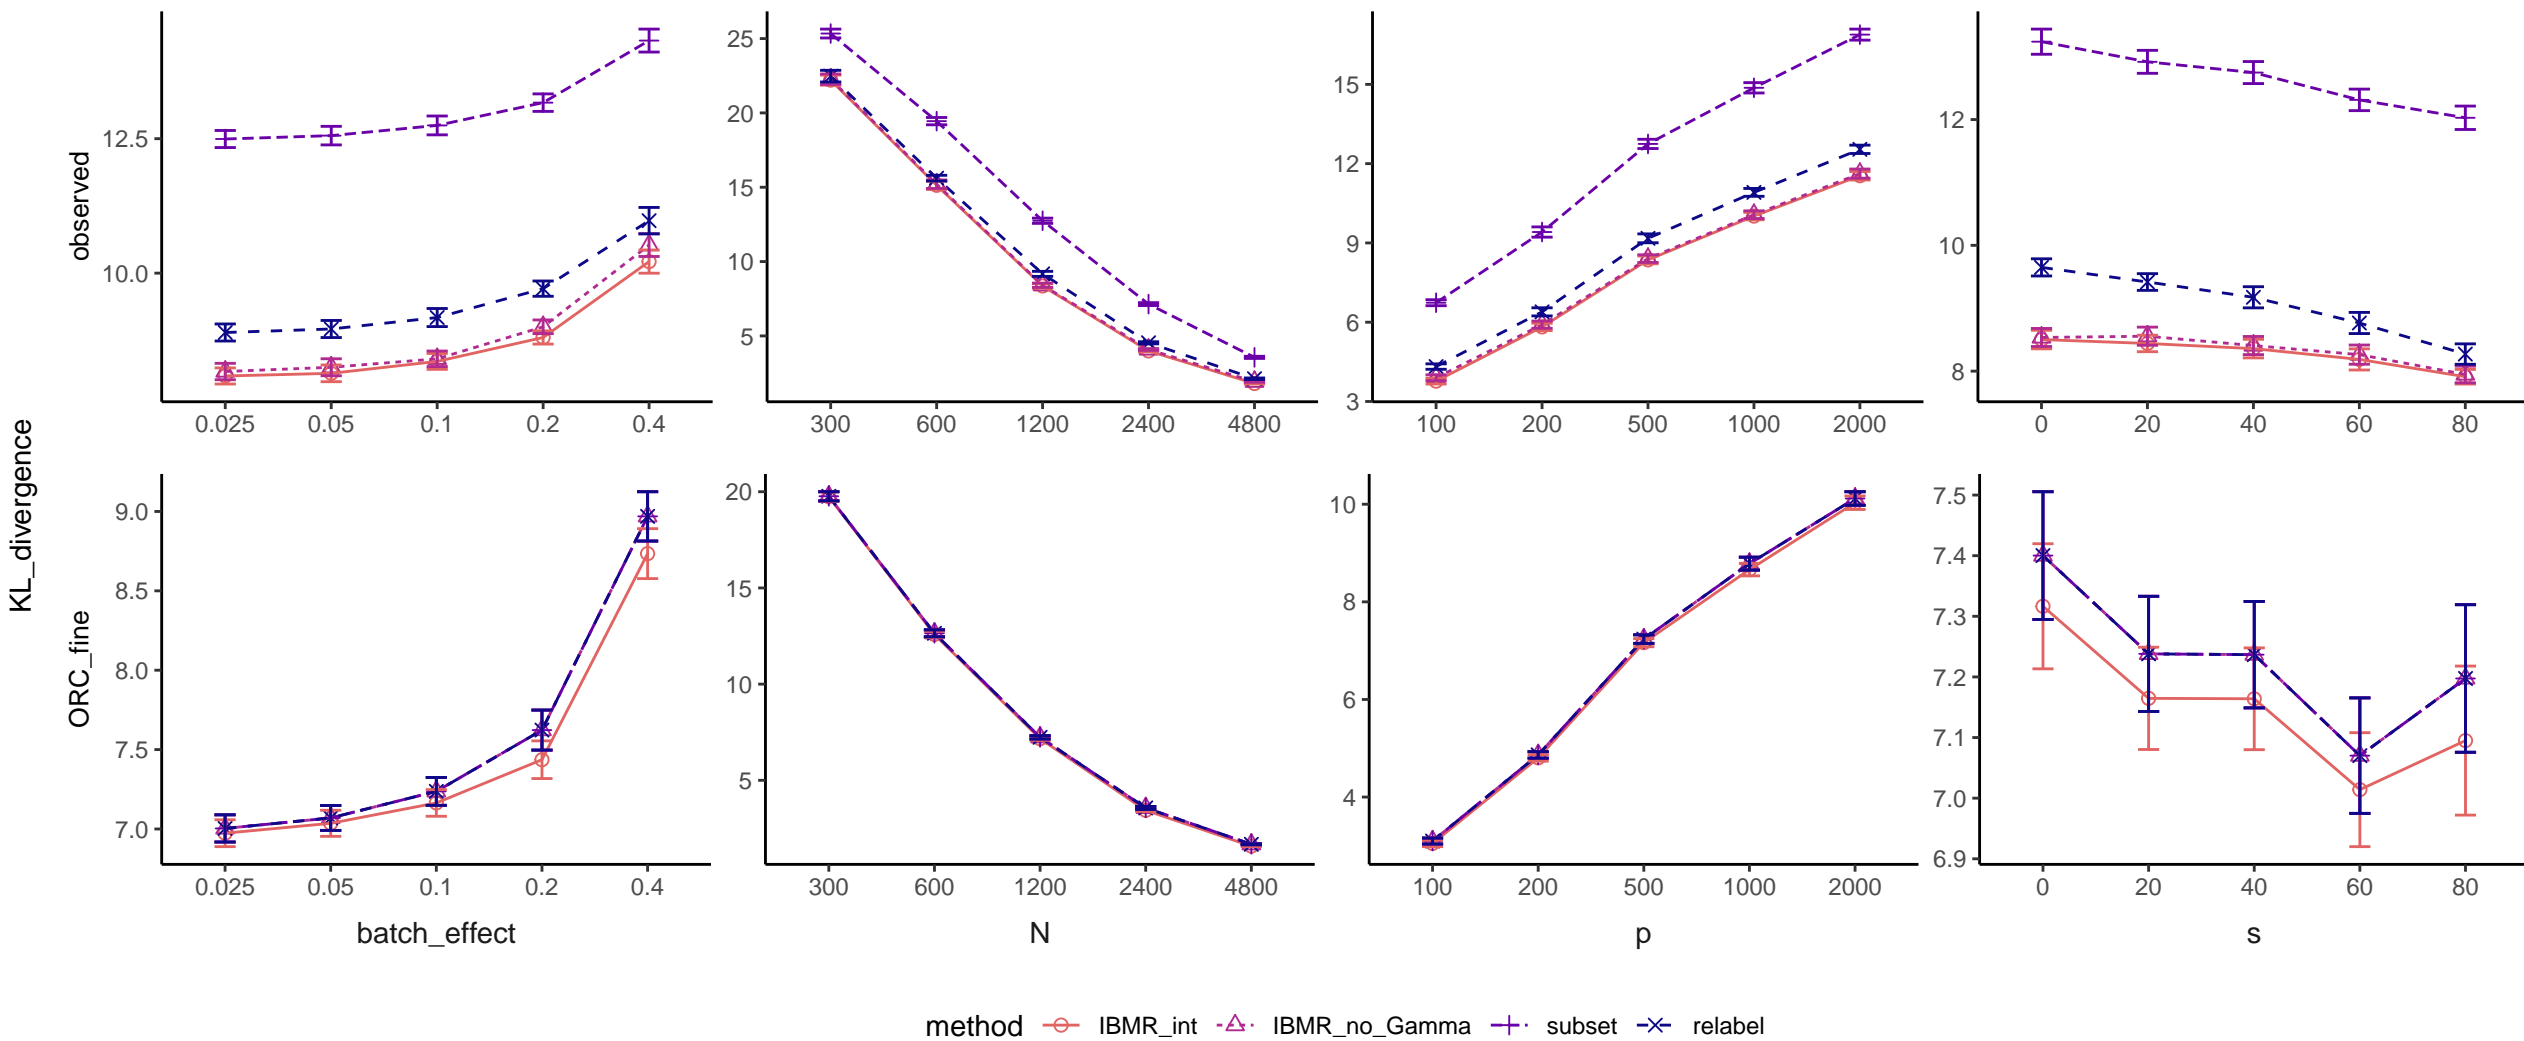 KL_divergence
observed
12.5
10.0
0.025 0.05 0.1 0.2 0.4
25
20
15
10
5
300 600 1200 2400 4800
15
12
9
6
3
100 200 500 1000 2000
12
10
8
0 20 40 60 80
ORC_fine
9.0
8.5
8.0
7.5
7.0
0.025 0.05 0.1 0.2 0.4
batch_effect
20
15
10
5
300 600 1200 2400 4800
N
10
8
6
4
100 200 500 1000 2000
p
7.5
7.4
7.3
7.2
7.1
7.0
6.9
0 20 40 60 80
s
method IBMR_int IBMR_no_Gamma subset relabel